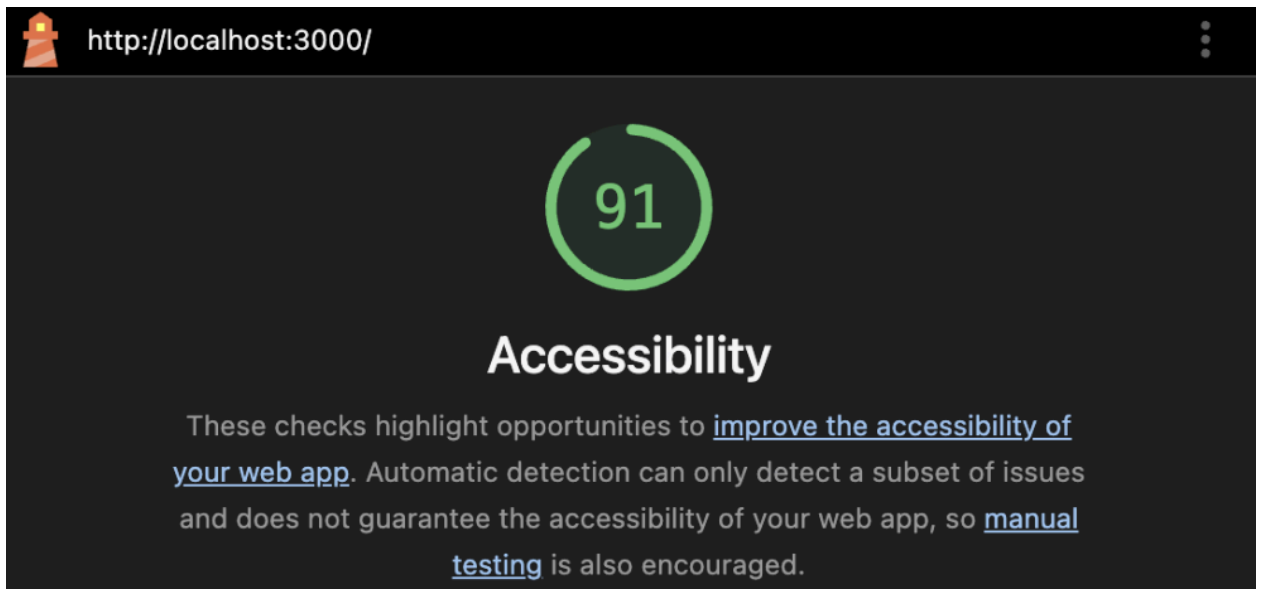 http://localhost:3000/
91
Accessibility
These checks highlight opportunities to improve the accessibility of
your web app. Automatic detection can only detect a subset of issues
and does not guarantee the accessibility of your web app, so manual
testing is also encouraged.